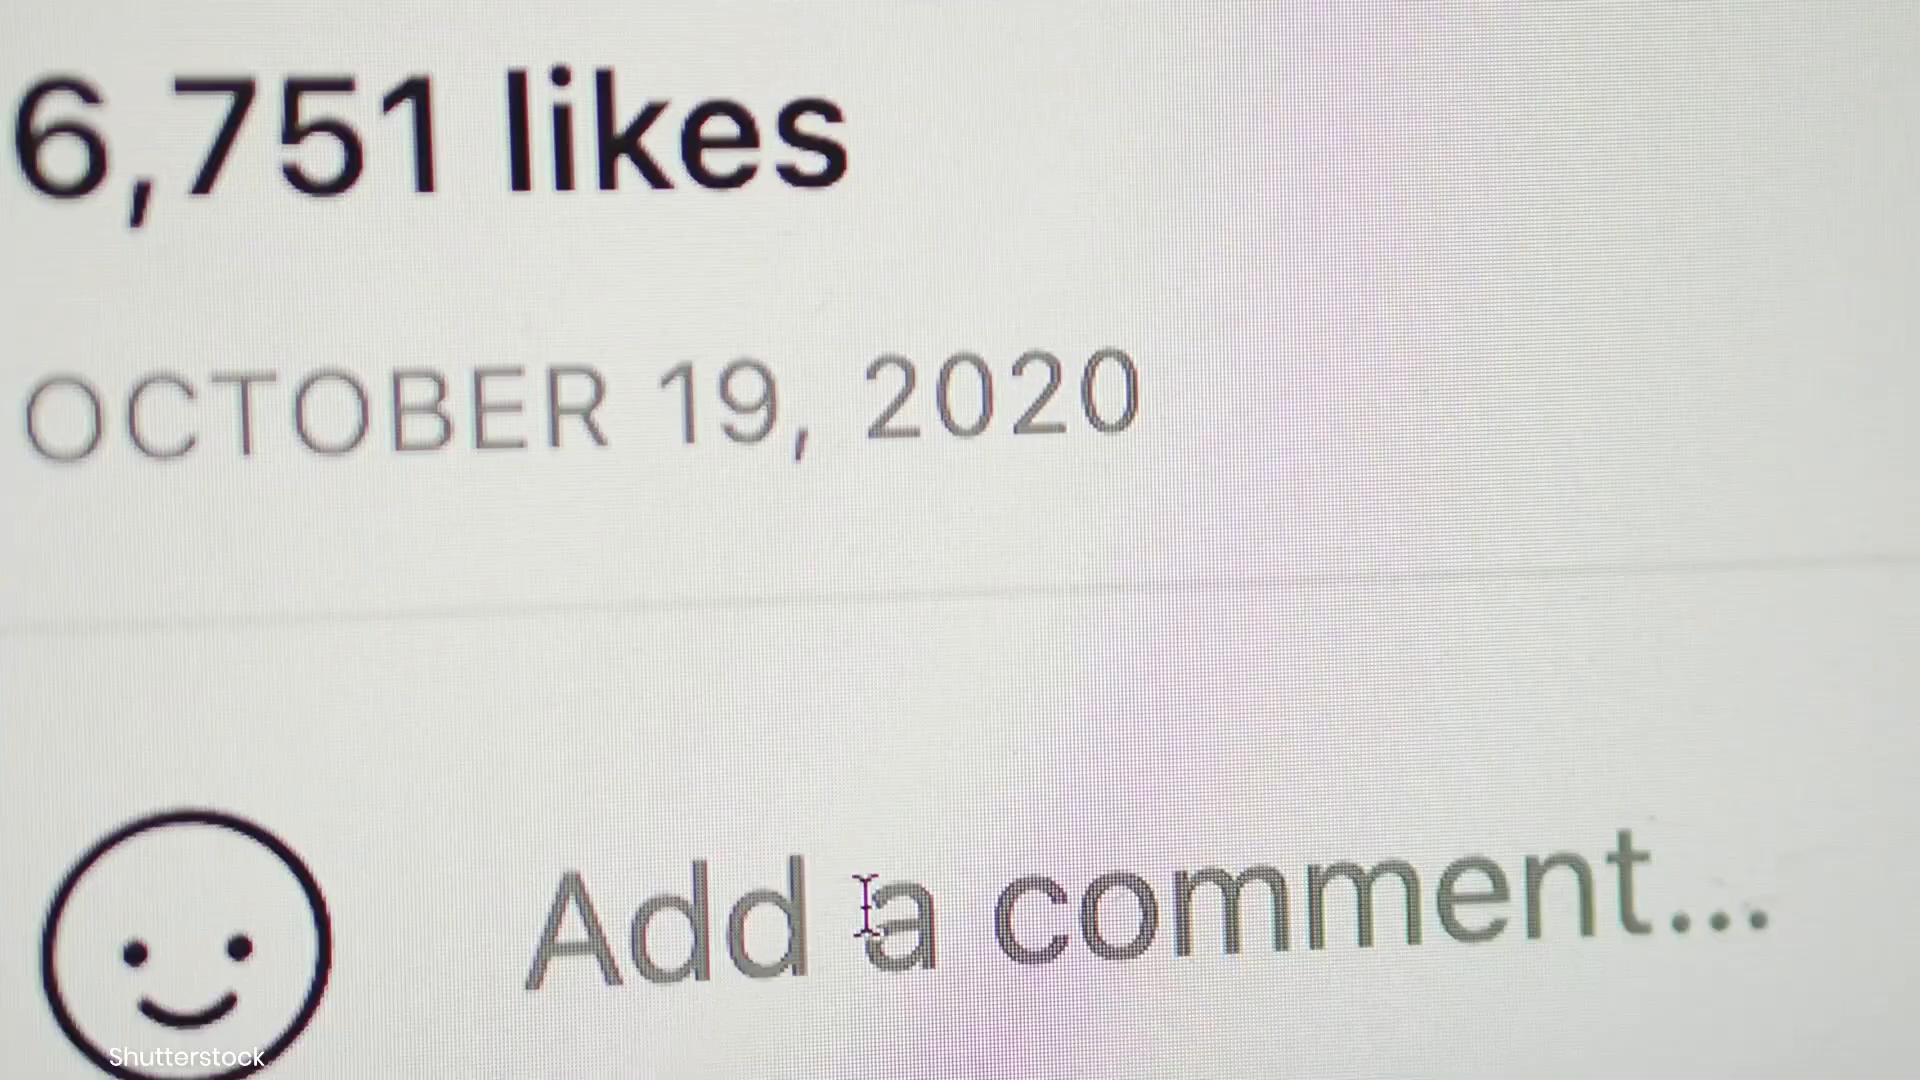 6,751 likes
OCTOBER 19, 2020
Add a comment...
Shutterstock